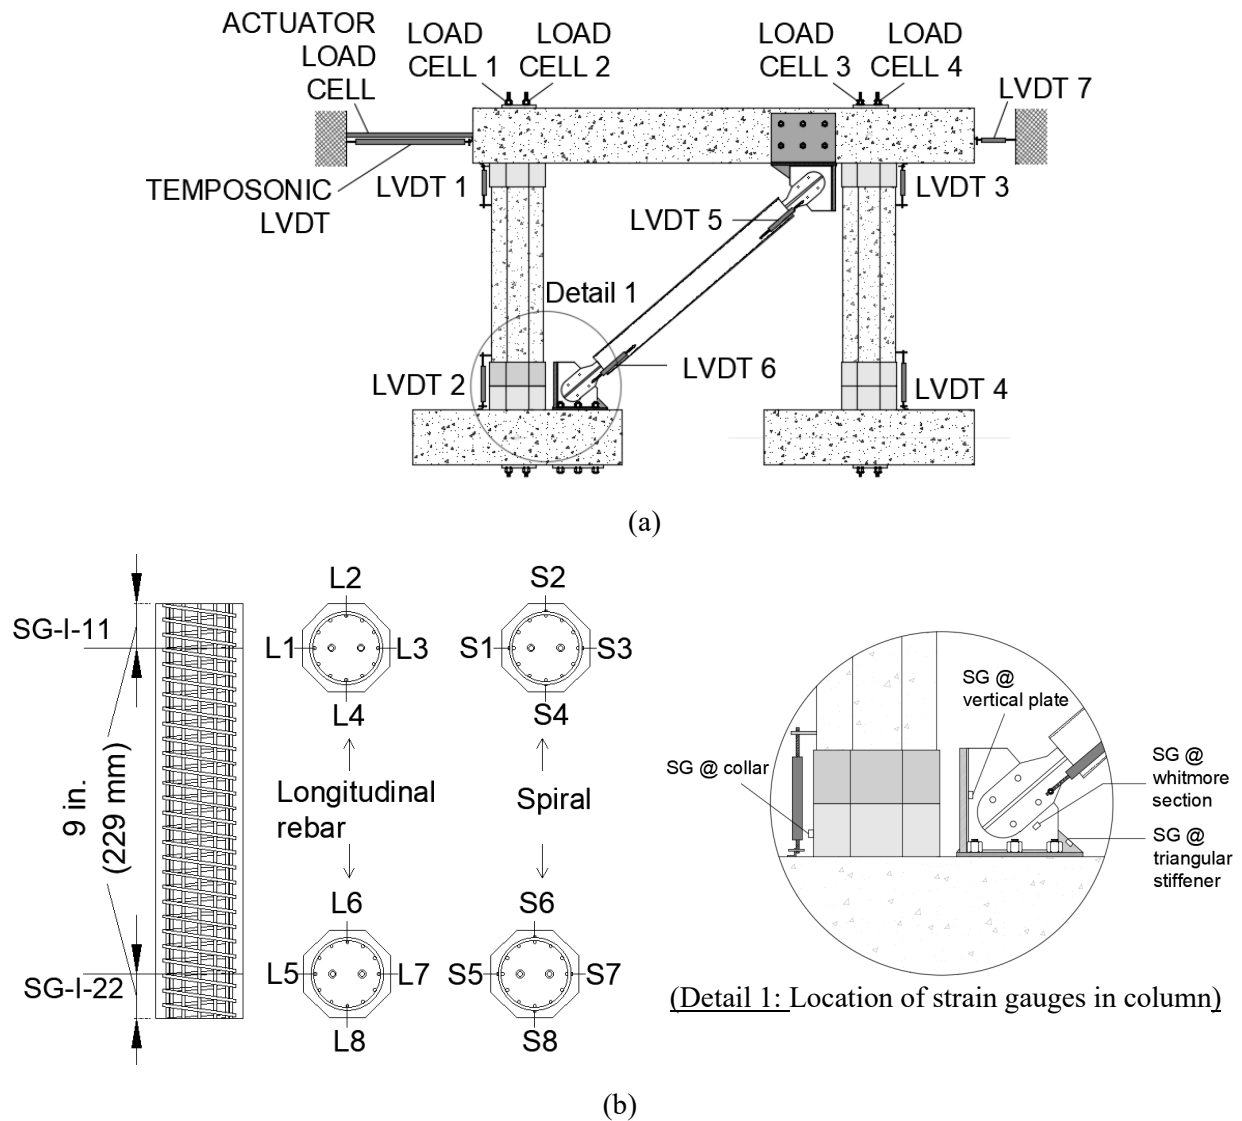 ACTUATOR
LOAD
CELL
LOAD
CELL 1
LOAD
CELL 2
LOAD
CELL 3
LOAD
CELL 4
LVDT 7
TEMPOSONIC
LVDT
LVDT 1
LVDT 3
LVDT 5
Detail 1
LVDT 2
LVDT 6
LVDT 4
(a)
SG-I-11
9 in.
(229 mm)
SG-I-22
L2
L1
L3
L4
Longitudinal
rebar
L6
L5
L7
L8
S2
S1
S3
S4
Spiral
S6
S5
S7
S8
SG @
vertical plate
SG @ collar
SG @
whitmore
section
SG @
triangular
stiffener
(Detail 1: Location of strain gauges in column)
(b)